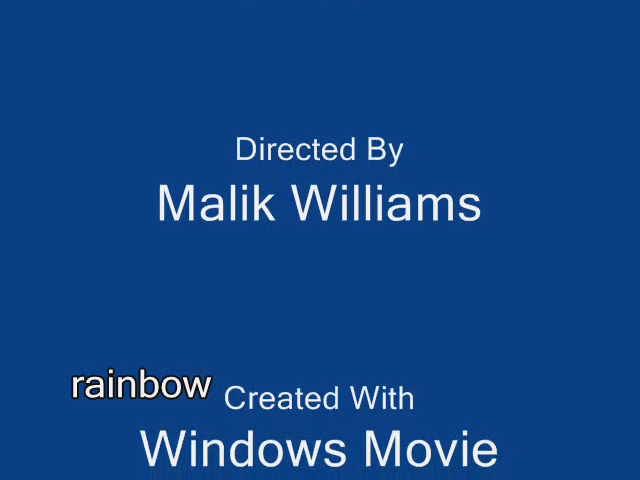 Directed By
Malik Williams
rainbow
Created With
Windows Movie